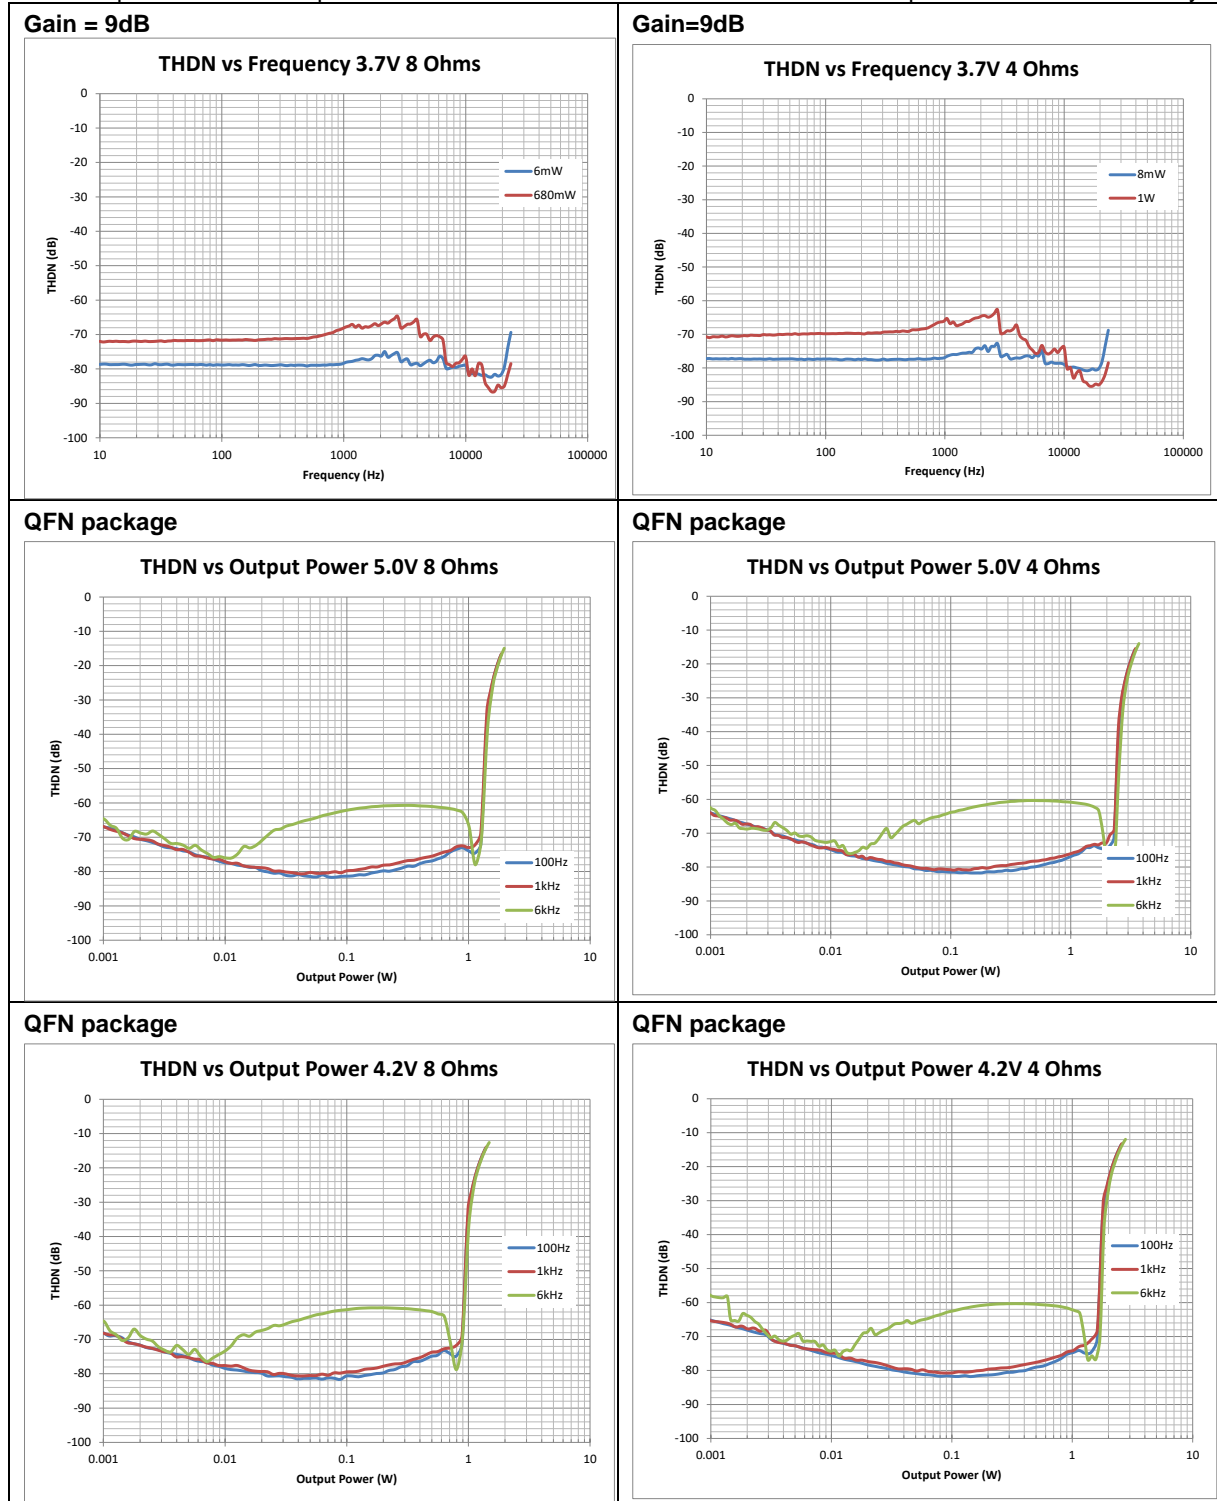 Gain = 9dB
THDN vs Frequency 3.7V 8 Ohms
0
-10
-20
-30
-40
-50
-60
-70
-80
-90
-100
THDN (dB)
6mW
680mW
10
100
1000
10000
100000
Frequency (Hz)
Gain=9dB
THDN vs Frequency 3.7V 4 Ohms
0
-10
-20
-30
-40
-50
-60
-70
-80
-90
-100
THDN (dB)
8mW
1W
10
100
1000
10000
100000
Frequency (Hz)
QFN package
THDN vs Output Power 5.0V 8 Ohms
0
-10
-20
-30
-40
-50
-60
-70
-80
-90
-100
THDN (dB)
100Hz
1kHz
6kHz
0.001
0.01
0.1
1
10
Output Power (W)
QFN package
THDN vs Output Power 5.0V 4 Ohms
0
-10
-20
-30
-40
-50
-60
-70
-80
-90
-100
THDN (dB)
100Hz
1kHz
6kHz
0.001
0.01
0.1
1
10
Output Power (W)
QFN package
THDN vs Output Power 4.2V 8 Ohms
0
-10
-20
-30
-40
-50
-60
-70
-80
-90
-100
THDN (dB)
100Hz
1kHz
6kHz
0.001
0.01
0.1
1
10
Output Power (W)
QFN package
THDN vs Output Power 4.2V 4 Ohms
0
-10
-20
-30
-40
-50
-60
-70
-80
-90
-100
THDN (dB)
100Hz
1kHz
6kHz
0.001
0.01
0.1
1
10
Output Power (W)